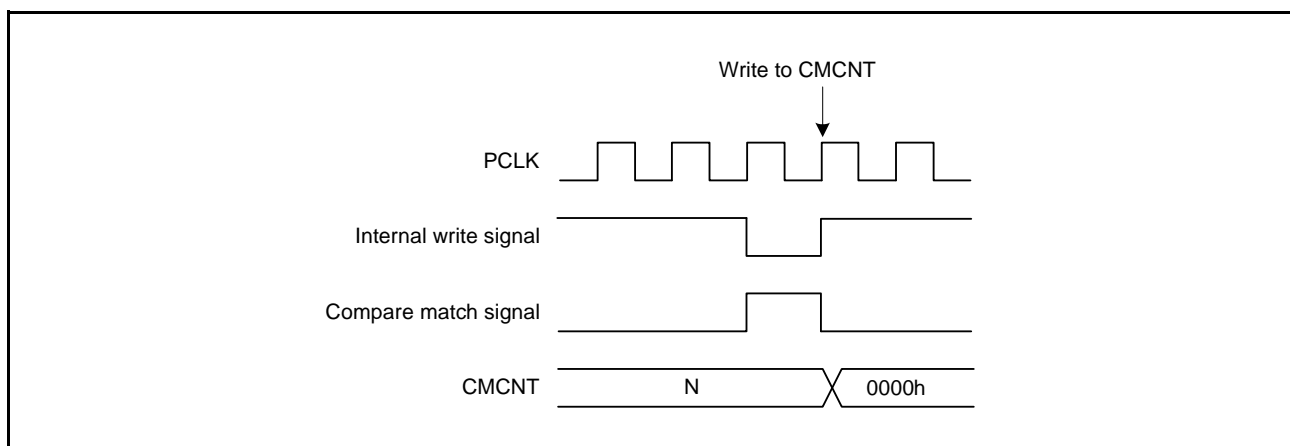 Write to CMCNT
PCLK
Internal write signal
Compare match signal
CMCNT
N
0000h